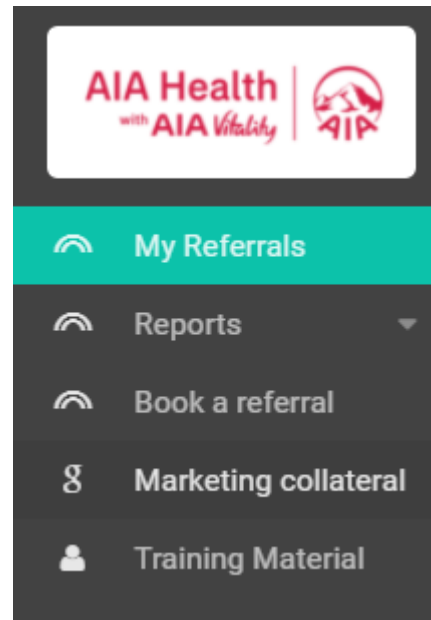 AIA Health
with AIA Vitality
AIA
My Referrals
Reports
Book a referral
g Marketing collateral
Training Material